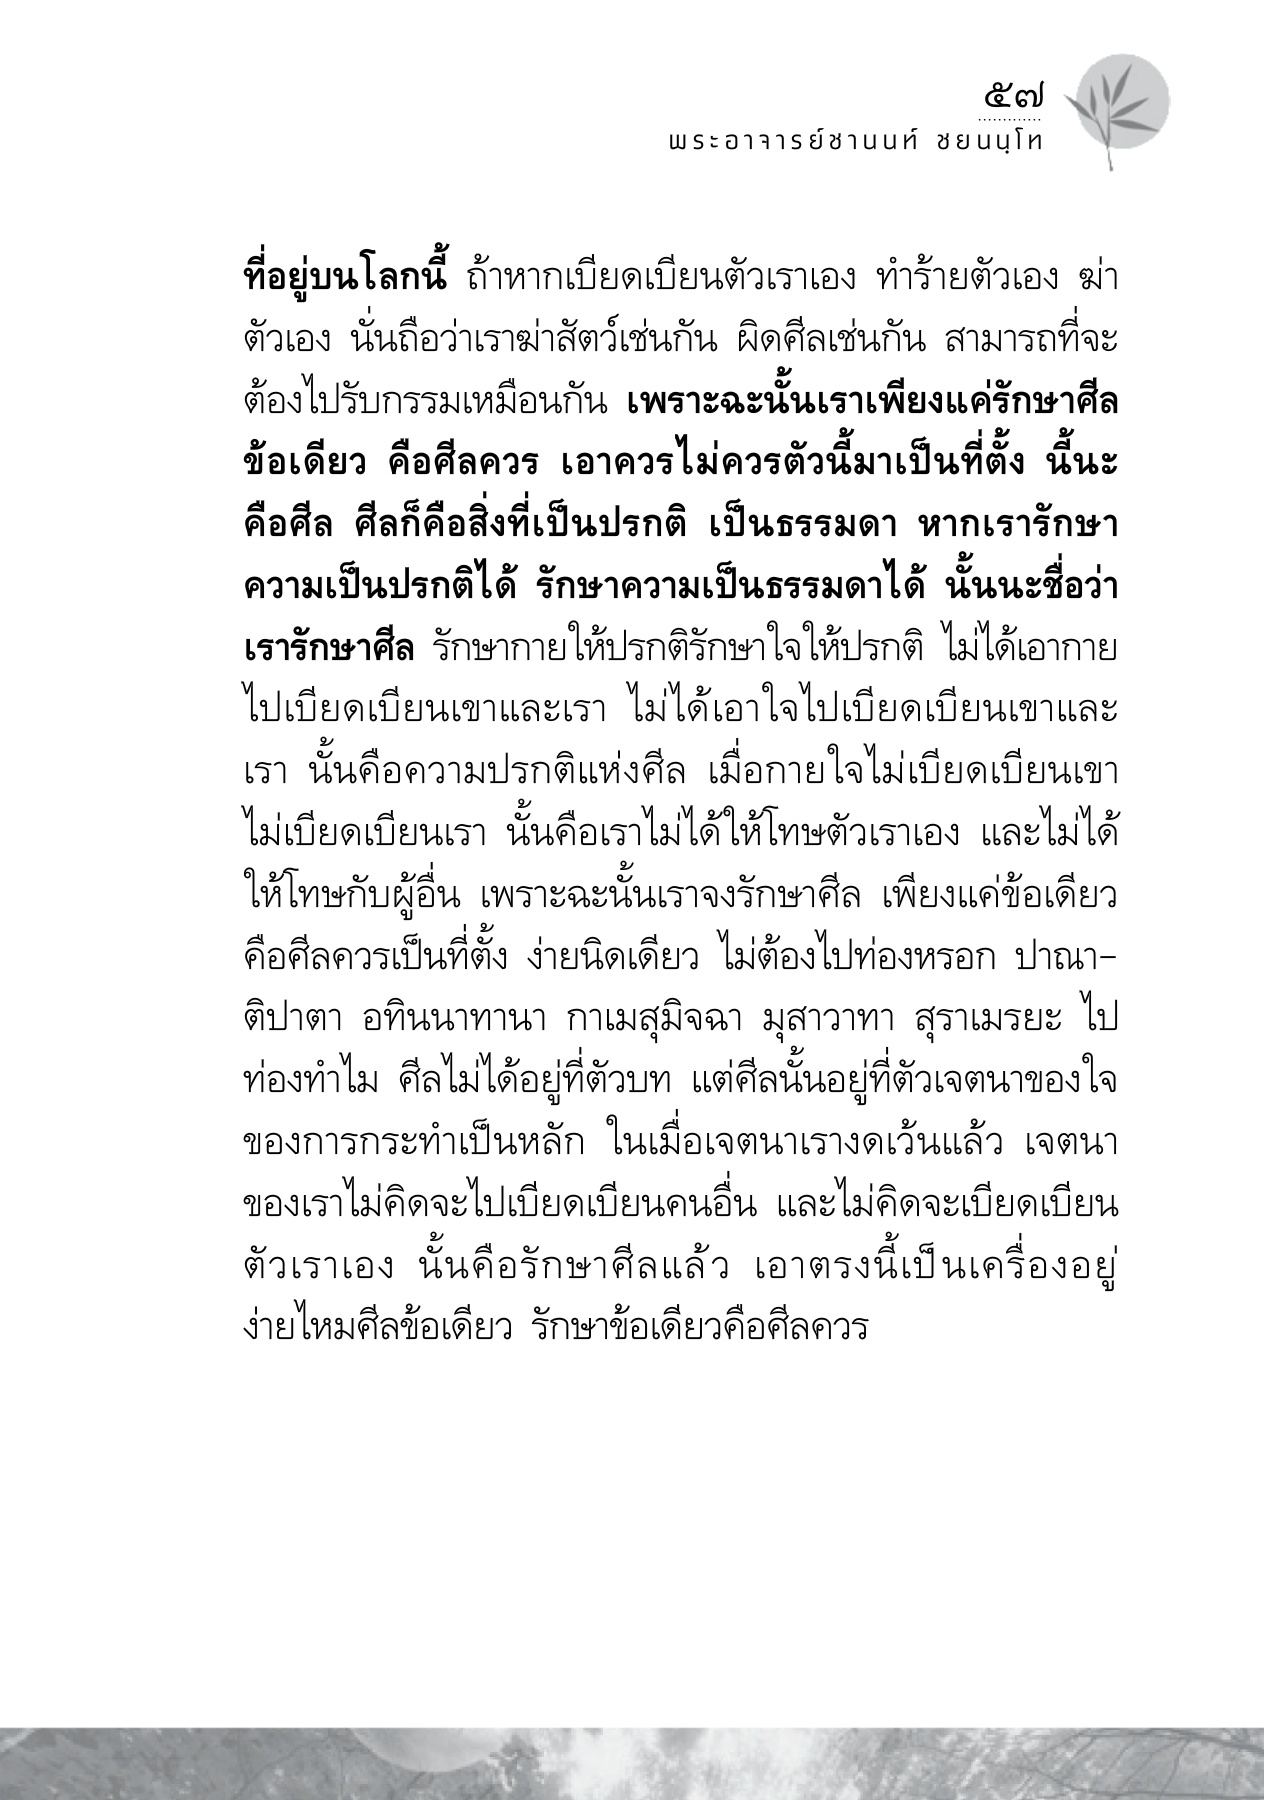 ๕๗
พระอาจารย์ชานนท์ ชยนนฺโท
ที่อยู่บนโลกนี้ ถ้าหากเบียดเบียนตัวเราเอง ทำร้ายตัวเอง ฆ่า
ตัวเอง นั่นถือว่าเราฆ่าสัตว์เช่นกัน ผิดศีลเช่นกัน สามารถที่จะ
ต้องไปรับกรรมเหมือนกัน เพราะฉะนั้นเราเพียงแค่รักษาศีล
ข้อเดียว คือศีลควร เอาควรไม่ควรตัวนี้มาเป็นที่ตั้ง นี้นะ
คือศีล ศีลก็คือสิ่งที่เป็นปรกติ เป็นธรรมดา หากเรารักษา
ความเป็นปรกติได้ รักษาความเป็นธรรมดาได้ นั้นนะชื่อว่า
เรารักษาศีล รักษากายให้ปรกติรักษาใจให้ปรกติ ไม่ได้เอากาย
ไปเบียดเบียนเขาและเรา ไม่ได้เอาใจไปเบียดเบียนเขาและ
เรา นั้นคือความปรกติแห่งศีล เมื่อกายใจไม่เบียดเบียนเขา
ไม่เบียดเบียนเรา นั้นคือเราไม่ได้ให้โทษตัวเราเอง และไม่ได้
ให้โทษกับผู้อื่น เพราะฉะนั้นเราจงรักษาศีล เพียงแค่ข้อเดียว
คือศีลควรเป็นที่ตั้ง ง่ายนิดเดียว ไม่ต้องไปท่องหรอก ปาณา-
ติปาตา อทินนาทานา กาเมสุมิจฉา มุสาวาทา สุราเมรยะ ไป
ท่องทำไม ศีลไม่ได้อยู่ที่ตัวบท แต่ศีลนั้นอยู่ที่ตัวเจตนาของใจ
ของการกระทำเป็นหลัก ในเมื่อเจตนาเรางดเว้นแล้ว เจตนา
ของเราไม่คิดจะไปเบียดเบียนคนอื่น และไม่คิดจะเบียดเบียน
ตัวเราเอง นั้นคือรักษาศีลแล้ว เอาตรงนี้เป็นเครื่องอยู่
ง่ายไหมศีลข้อเดียว รักษาข้อเดียวคือศีลควร